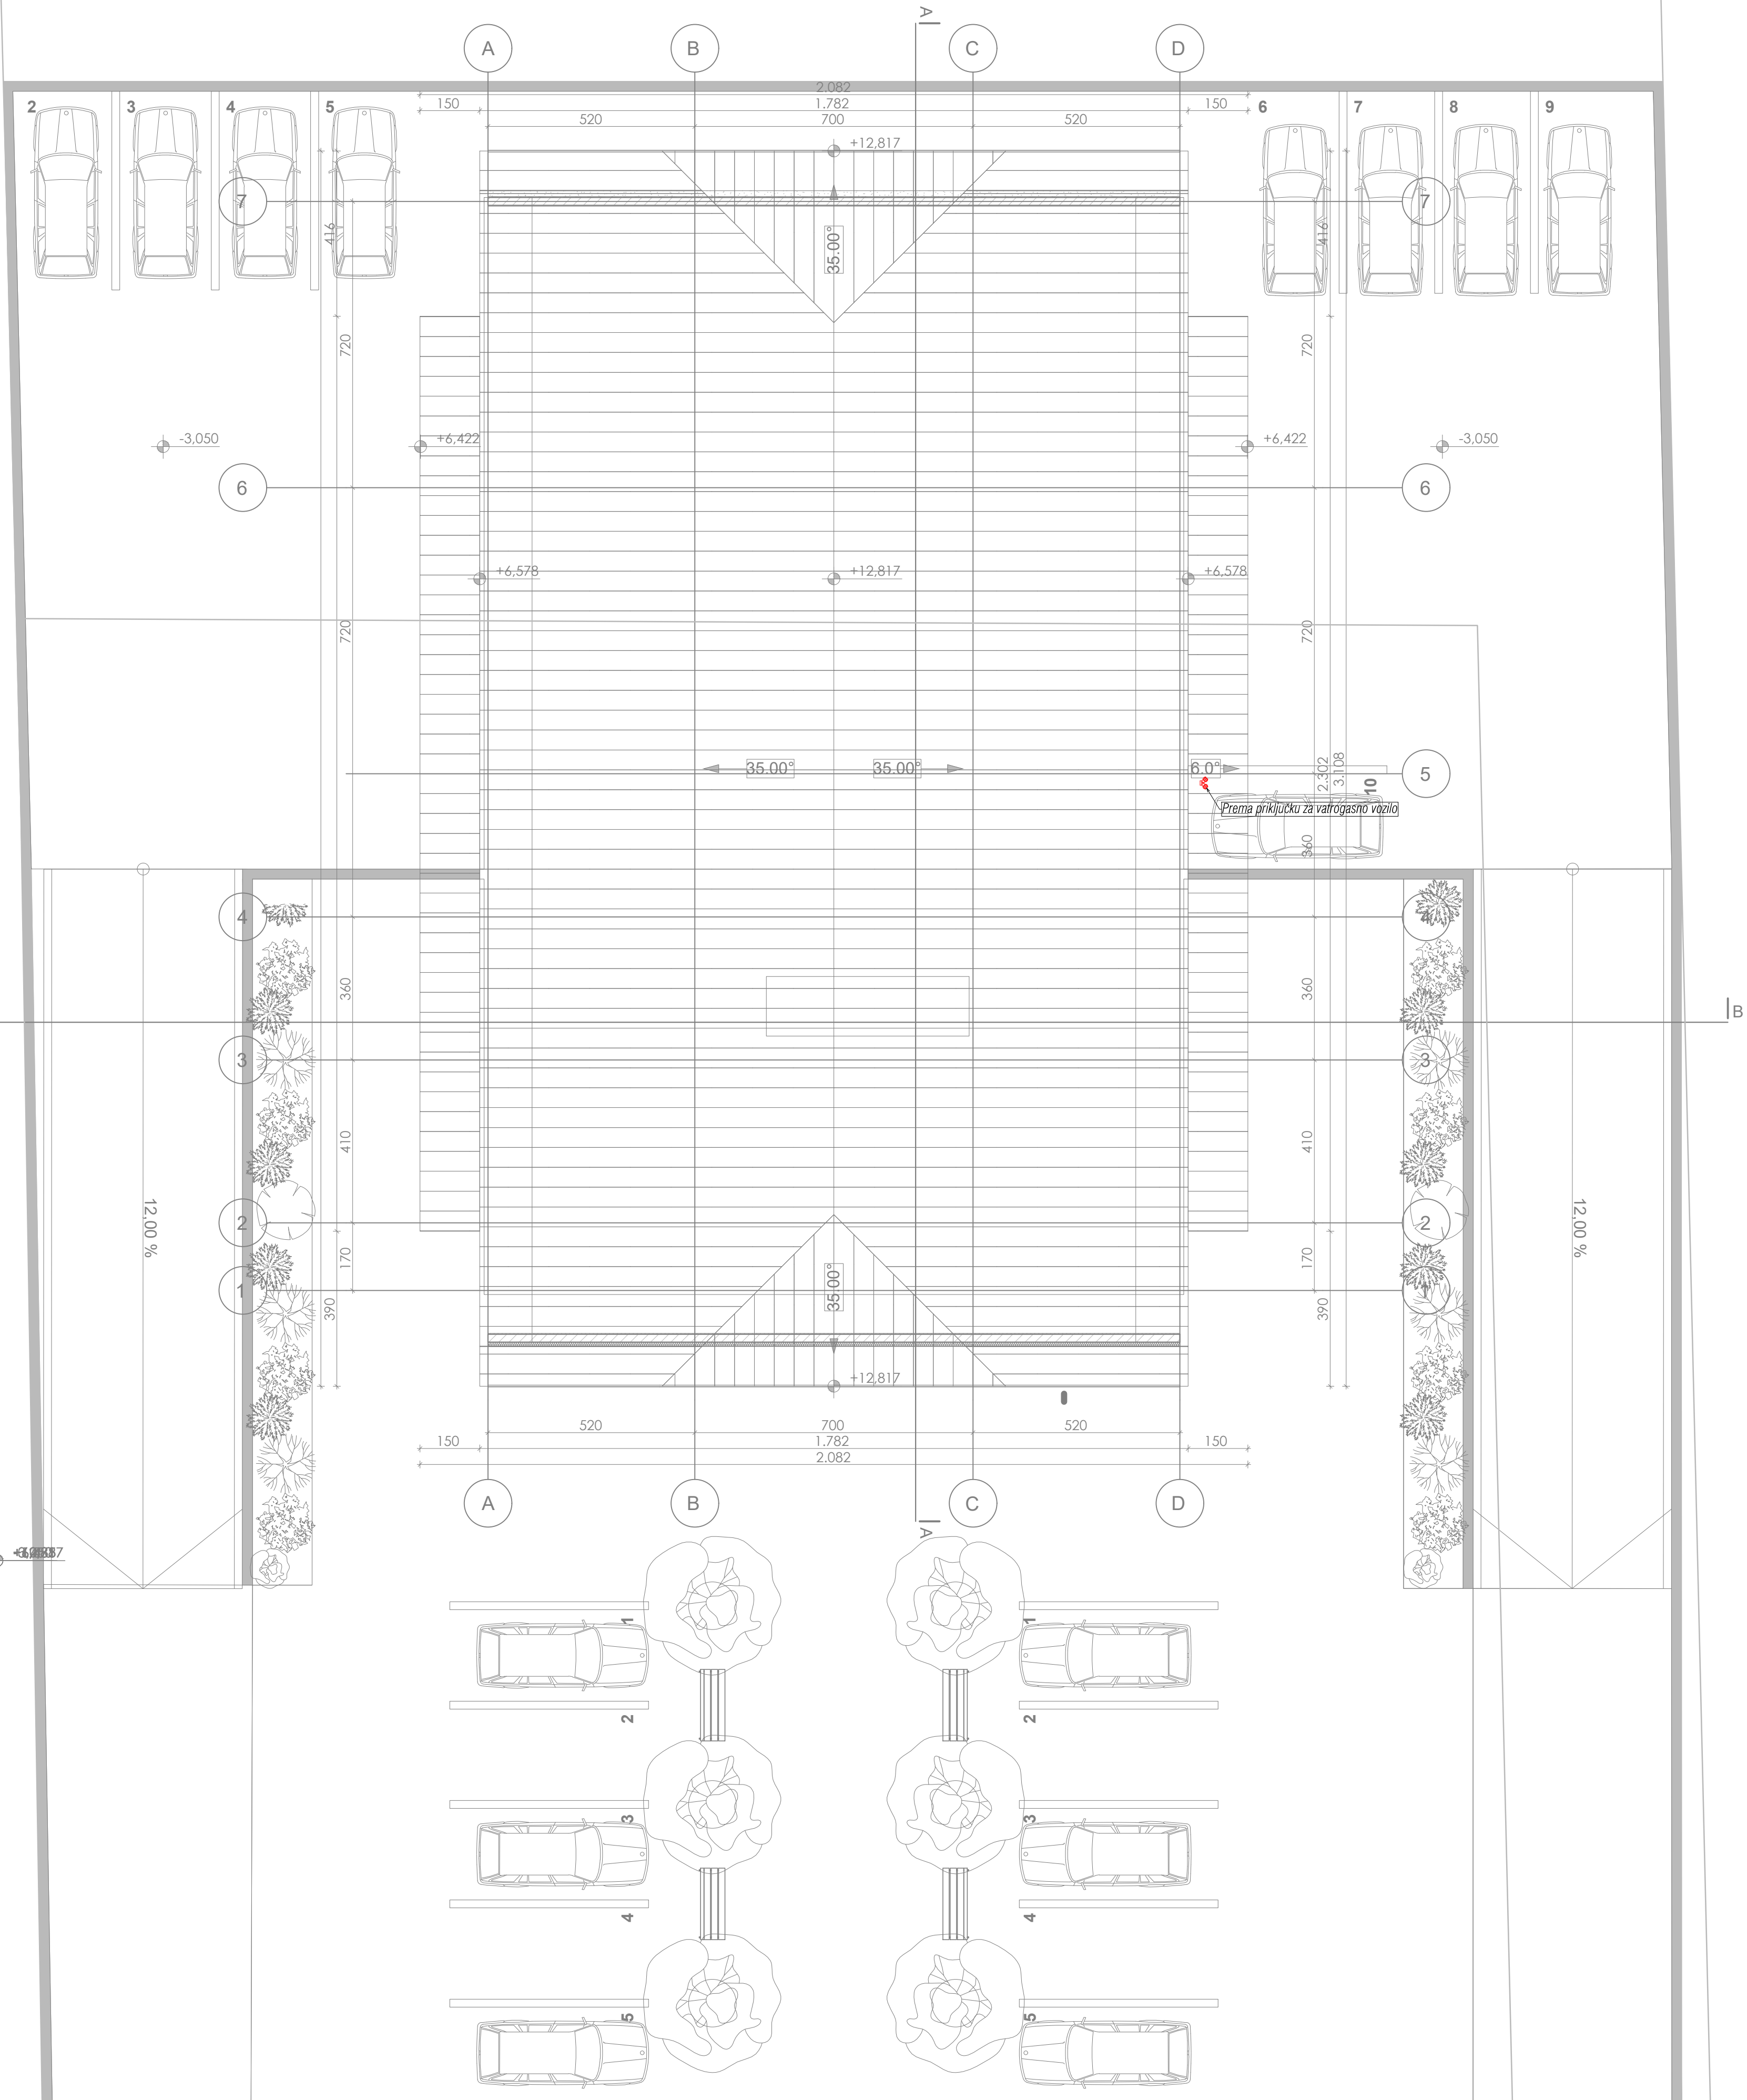 A
A B C D
2.082
2 3 4 5 150 1.782 150 6 7 8 9
520 700 520
+12,817
7 7
416 35.00° 416
720 720
-3,050 +6,422 +6,422 -3,050
6 6
+6,578 +12,817 +6,578
720 720
35.00° 35.00° 6.0° 5
2.302 3.108 10
Prema priključku za vatrogasno vozilo
360
4 4
360 360
B
3 3
410 410
12,00 % 12,00 %
2 2
170 170
1 35.00° 1
390 390
+12,817
520 700 520
150 1.782 150
2.082
A B C D
A
1 1
2 2
3 3
4 4
5 5